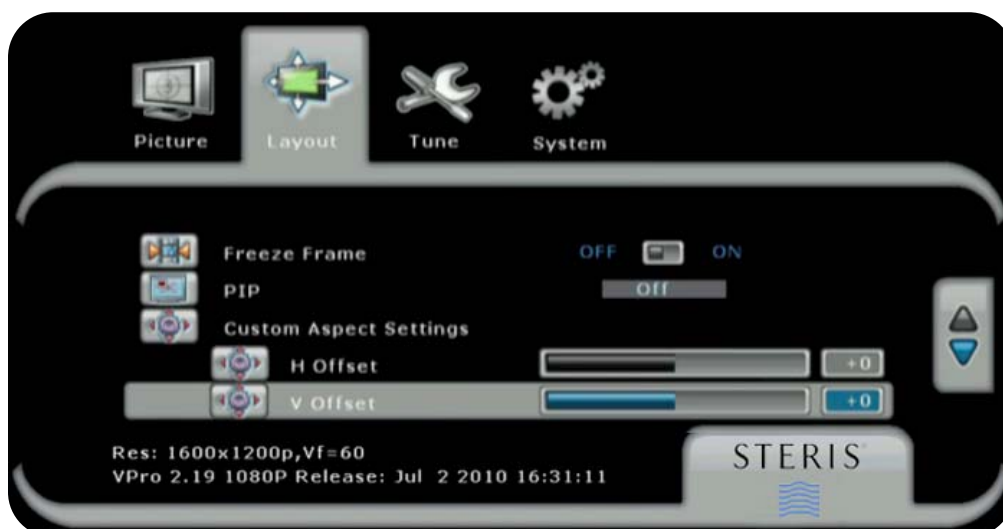 Picture
Layout
Tune
System
Freeze Frame
OFF
ON
PIP
Off
Custom Aspect Settings
H Offset
+0
V Offset
+0
Res: 1600x1200p,Vf=60
VPro 2.19 1080P Release: Jul 2 2010 16:31:11
STERIS